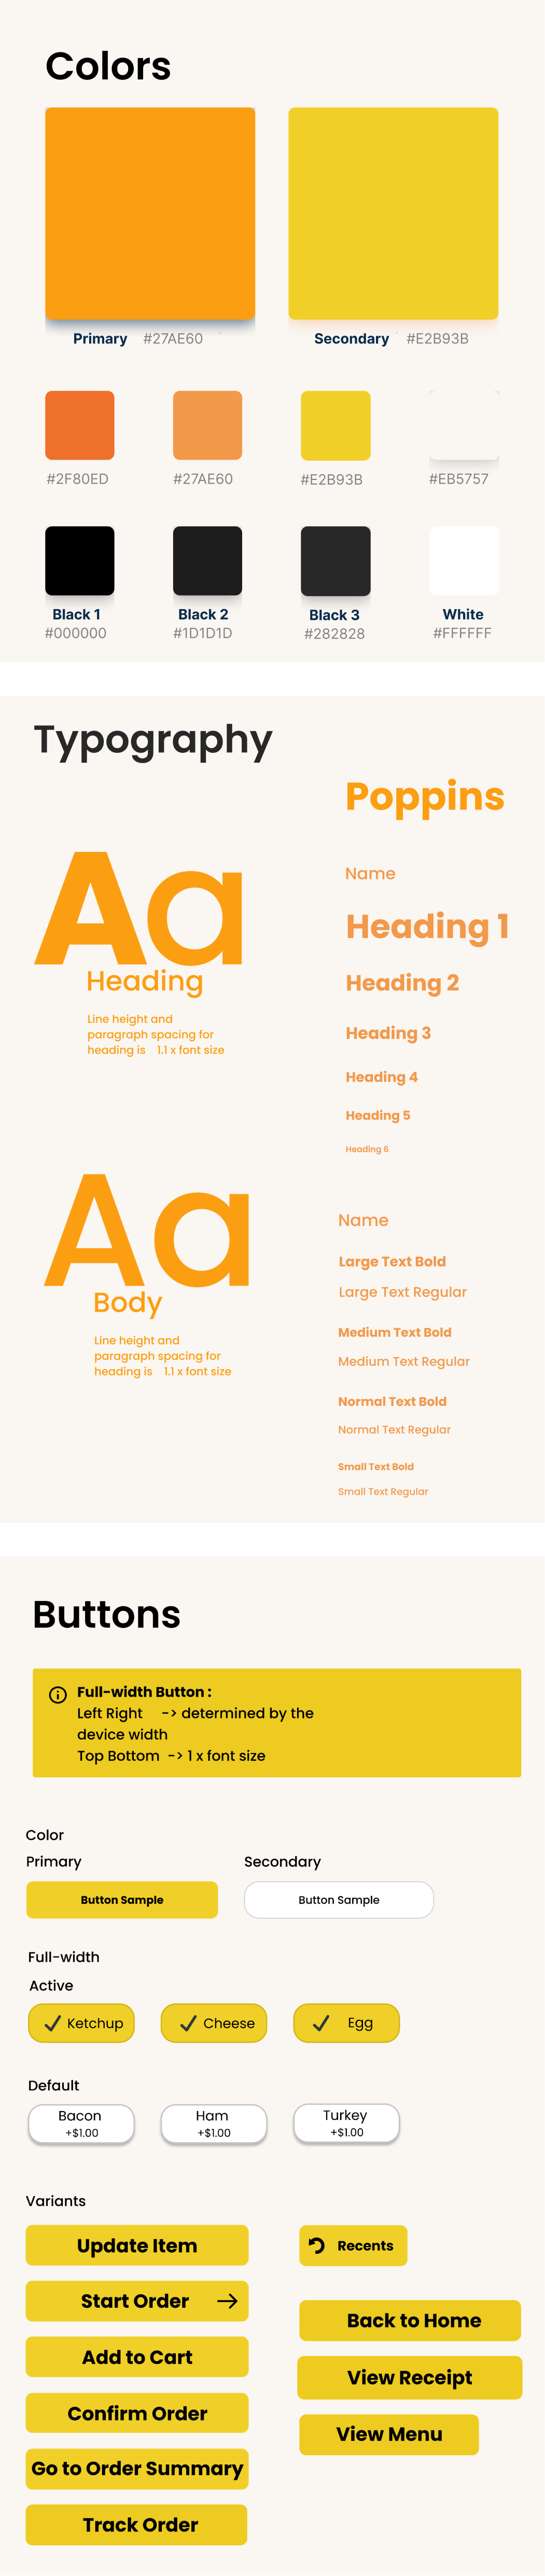 Colors
Primary #27AE60
Secondary #E2B93B
#2F80ED
#27AE60
#E2B93B
#EB5757
Black 1
#000000
Black 2
#1D1D1D
Black 3
#282828
White
#FFFFFF
Typography
Poppins
Aa
Heading
Line height and
paragraph spacing for
heading is 1.1 x font size
Name
Heading 1
Heading 2
Heading 3
Heading 4
Heading 5
Heading 6
Aa
Body
Line height and
paragraph spacing for
heading is 1.1 x font size
Name
Large Text Bold
Large Text Regular
Medium Text Bold
Medium Text Regular
Normal Text Bold
Normal Text Regular
Small Text Bold
Small Text Regular
Buttons
Full-width Button :
Left Right -> determined by the
device width
Top Bottom -> 1 x font size
Color
Primary
Secondary
Button Sample
Button Sample
Full-width
Active
Ketchup
Cheese
Egg
Default
Bacon
+$1.00
Ham
+$1.00
Turkey
+$1.00
Variants
Update Item
Start Order
Add to Cart
Confirm Order
Go to Order Summary
Track Order
Recents
Back to Home
View Receipt
View Menu